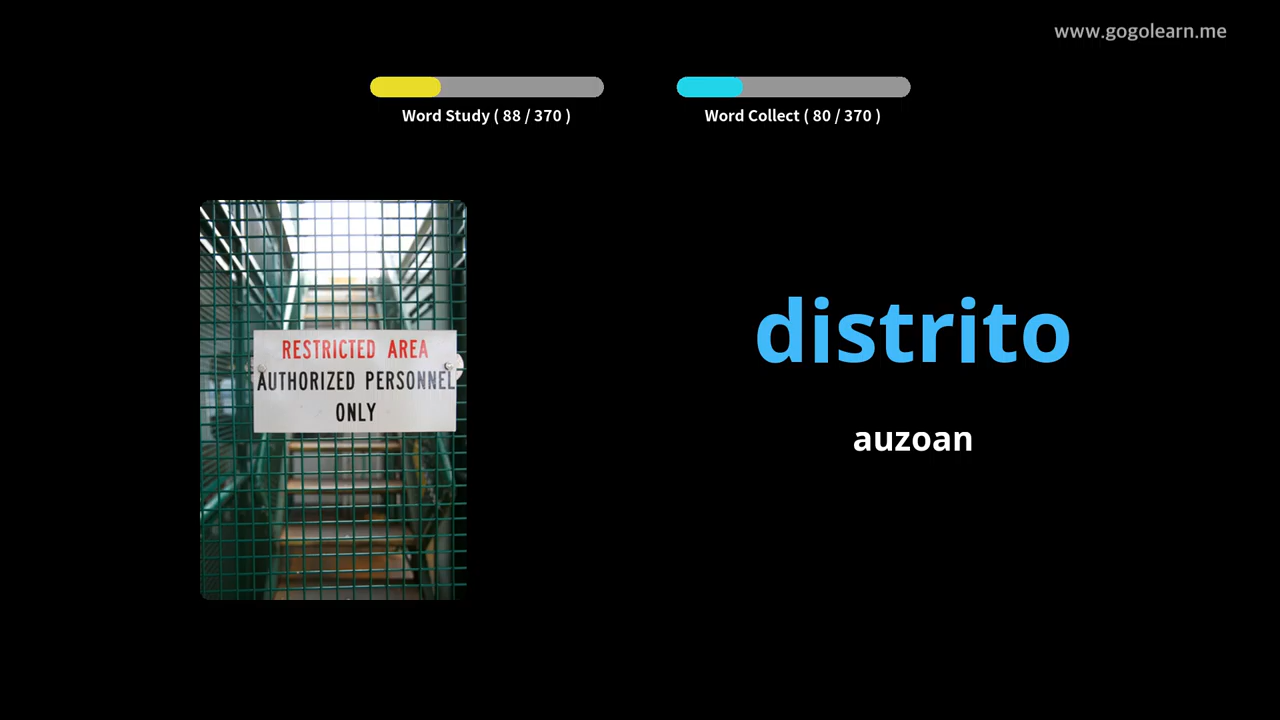 www.gogolearn.me
Word Study ( 88 / 370 )
Word Collect ( 80 / 370 )
RESTRICTED AREA
AUTHORIZED PERSONNEL
ONLY
distrito
auzoan